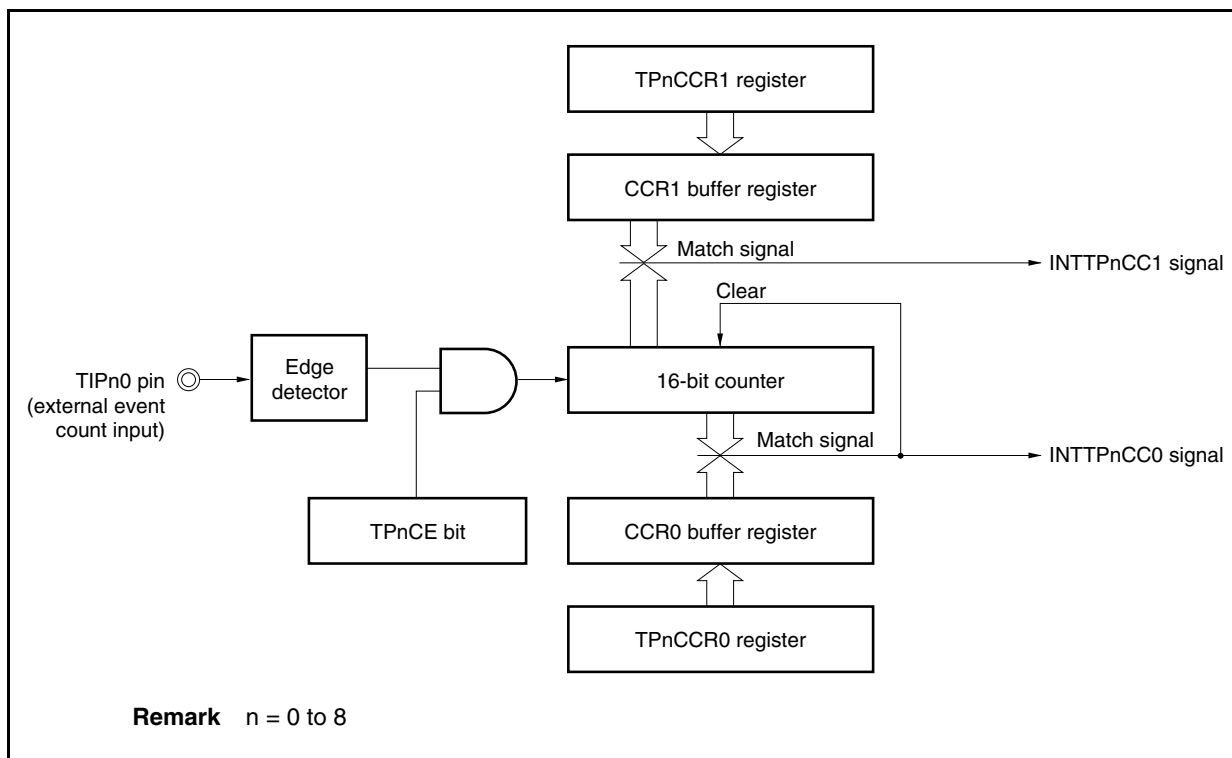 TPnCCR1 register
CCR1 buffer register
Match signal
INTTPnCC1 signal
Clear
Edge
detector
TIPn0 pin
(external event
count input)
16-bit counter
Match signal
INTTPnCC0 signal
TPnCE bit
CCR0 buffer register
TPnCCR0 register
Remark n = 0 to 8